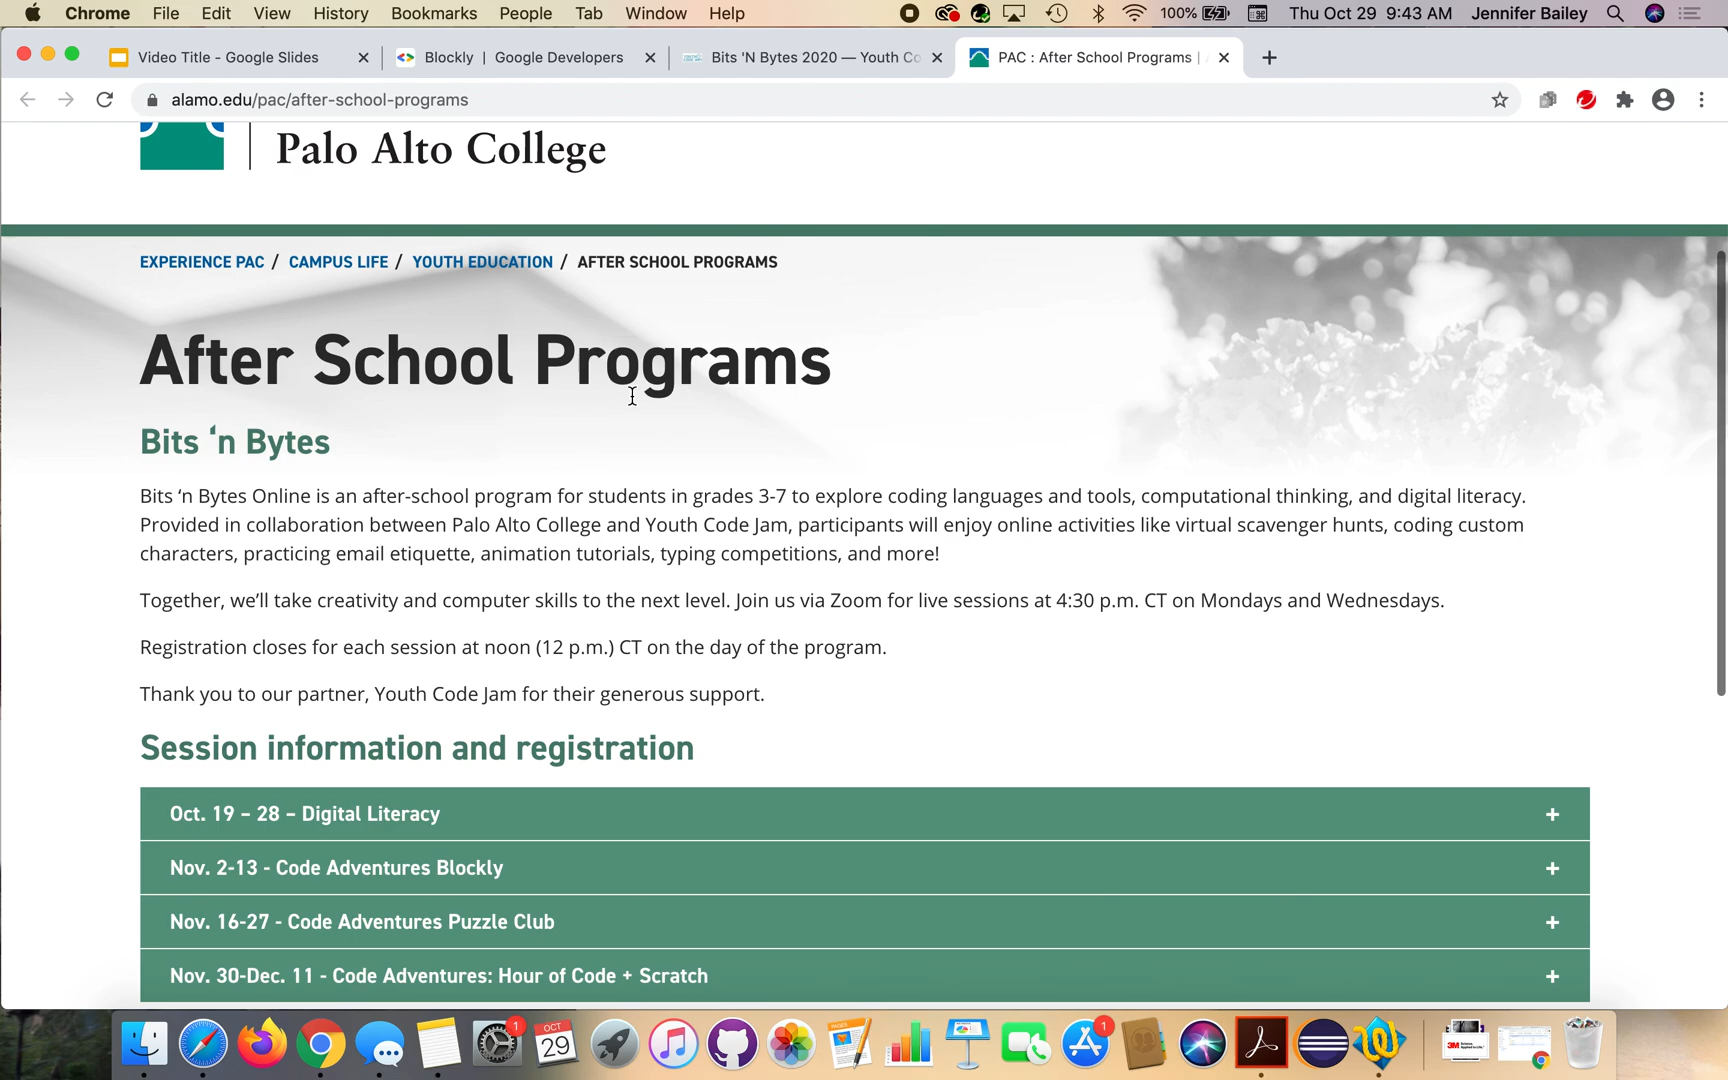 Chrome File Edit View History Bookmarks People Tab Window Help 100% Thu Oct 29 9:43 AM Jennifer Bailey
Video Title - Google Slides Blockly | Google Developers Bits 'N Bytes 2020 — Youth Co PAC : After School Programs |
alamo.edu/pac/after-school-programs
Palo Alto College
EXPERIENCE PAC / CAMPUS LIFE / YOUTH EDUCATION / AFTER SCHOOL PROGRAMS
After School Programs
Bits ‘n Bytes
Bits ‘n Bytes Online is an after-school program for students in grades 3-7 to explore coding languages and tools, computational thinking, and digital literacy.
Provided in collaboration between Palo Alto College and Youth Code Jam, participants will enjoy online activities like virtual scavenger hunts, coding custom
characters, practicing email etiquette, animation tutorials, typing competitions, and more!
Together, we’ll take creativity and computer skills to the next level. Join us via Zoom for live sessions at 4:30 p.m. CT on Mondays and Wednesdays.
Registration closes for each session at noon (12 p.m.) CT on the day of the program.
Thank you to our partner, Youth Code Jam for their generous support.
Session information and registration
Oct. 19 – 28 – Digital Literacy +
Nov. 2-13 - Code Adventures Blockly +
Nov. 16-27 - Code Adventures Puzzle Club +
Nov. 30-Dec. 11 - Code Adventures: Hour of Code + Scratch +
1 OCT 29 PAGES 1 3M